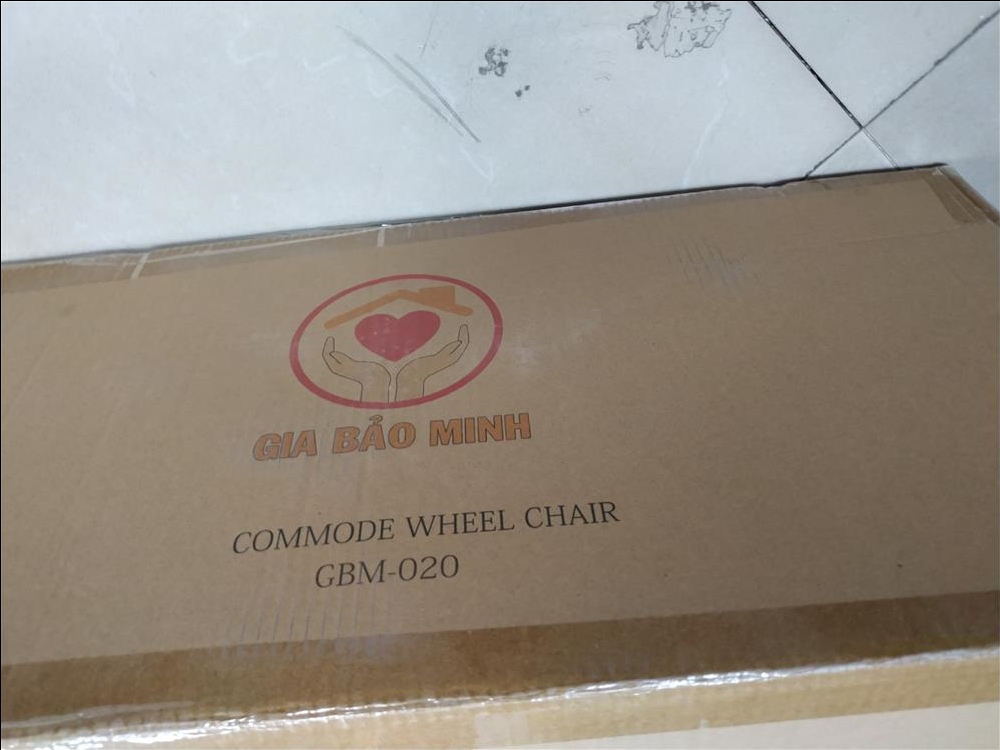 GIA BẢO MINH
COMMODE WHEEL CHAIR
GBM-020